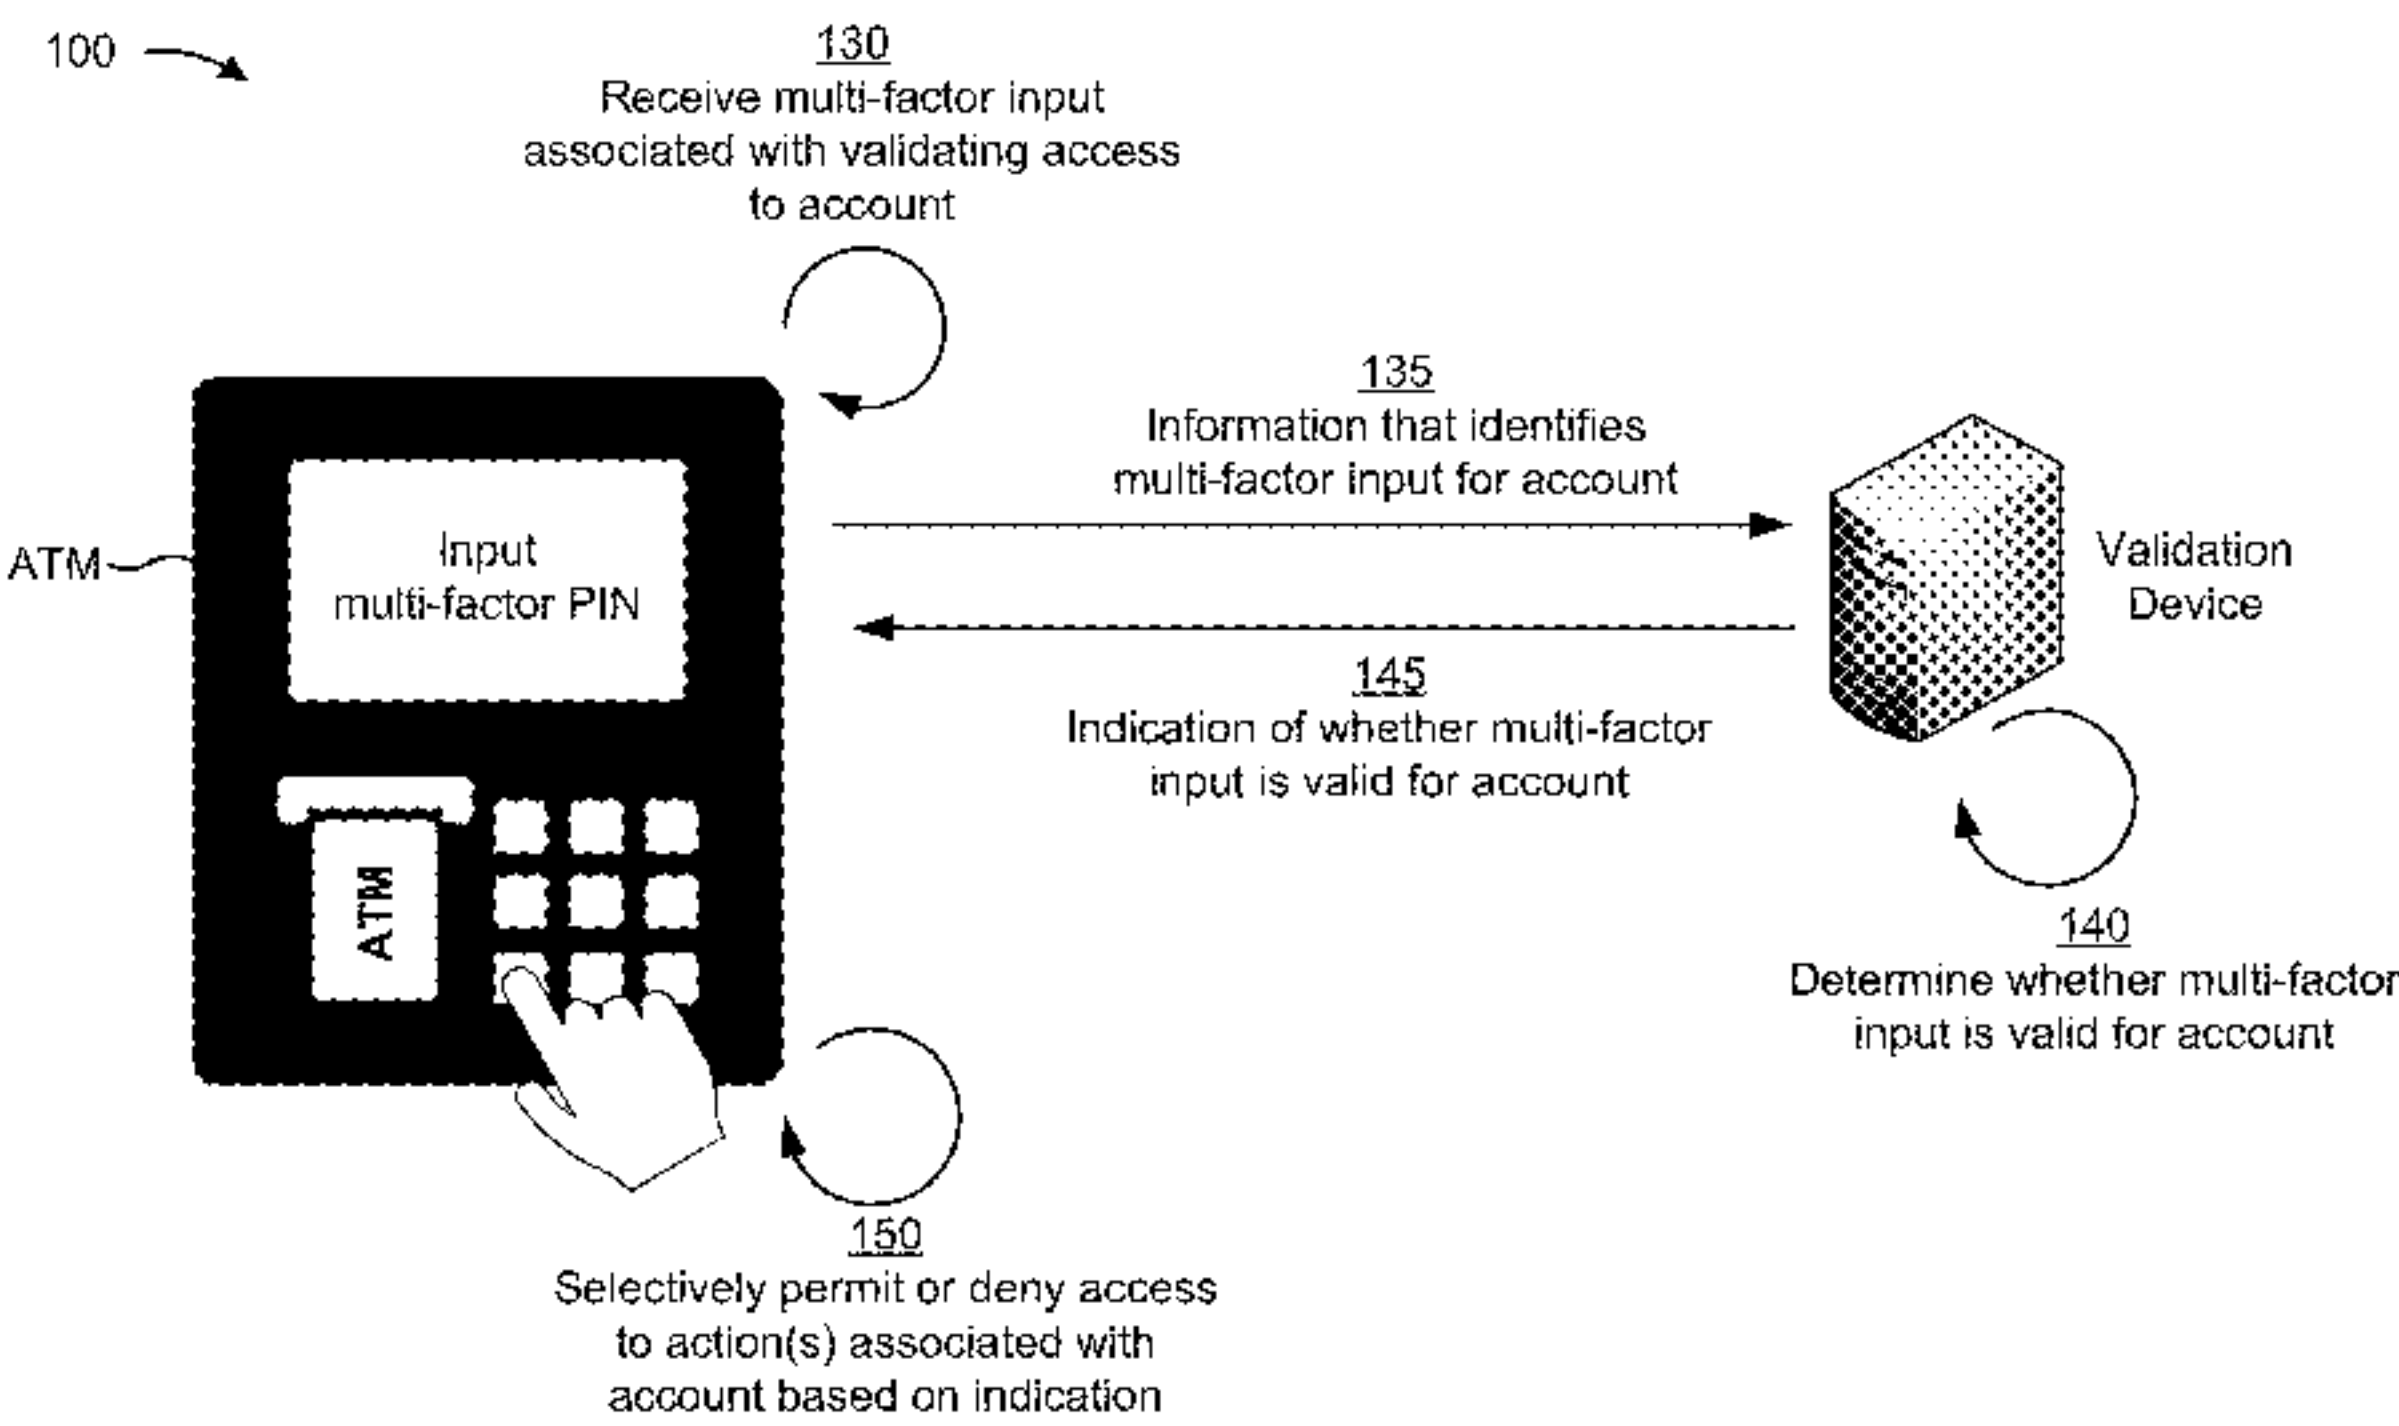 100
130
Receive multi-factor input
associated with validating access
to account
135
Information that identifies
multi-factor input for account
ATM
Input
multi-factor PIN
Validation
Device
145
Indication of whether multi-factor
input is valid for account
ATM
140
Determine whether multi-factor
input is valid for account
150
Selectively permit or deny access
to action(s) associated with
account based on indication